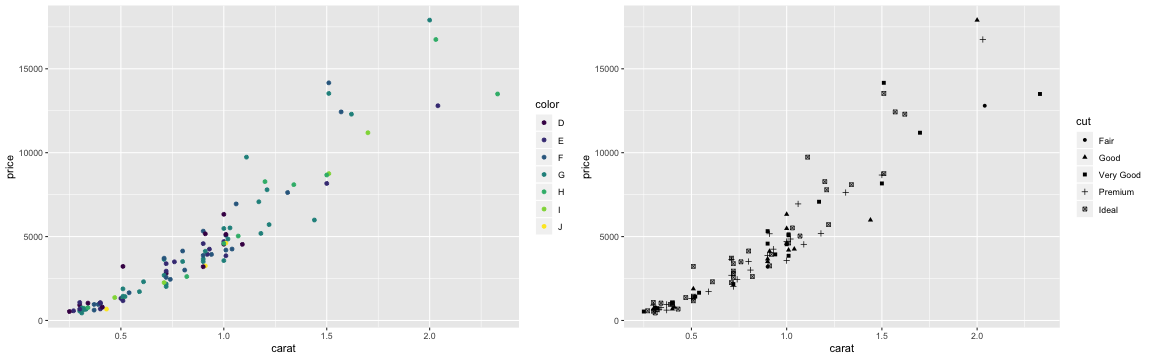 price
15000
10000
5000
0
0.5 1.0 1.5 2.0
carat
color
D
E
F
G
H
I
J
price
15000
10000
5000
0
0.5 1.0 1.5 2.0
carat
cut
Fair
Good
Very Good
Premium
Ideal